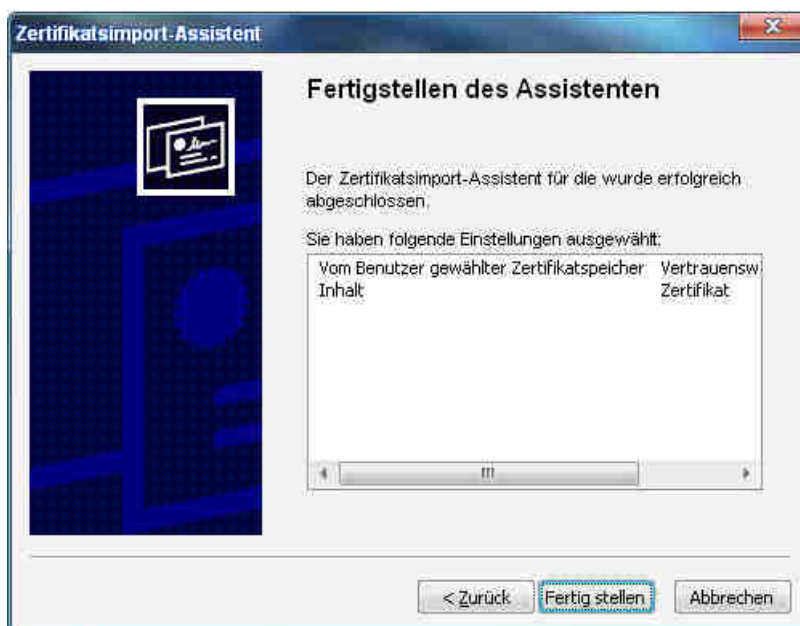 Zertifikatsimport-Assistent
Fertigstellen des Assistenten
Der Zertifikatsimport-Assistent für die wurde erfolgreich
abgeschlossen.
Sie haben folgende Einstellungen ausgewählt:
Vom Benutzer gewählter Zertifikatspeicher Vertrauensw
Inhalt Zertifikat
< Zurück Fertig stellen Abbrechen